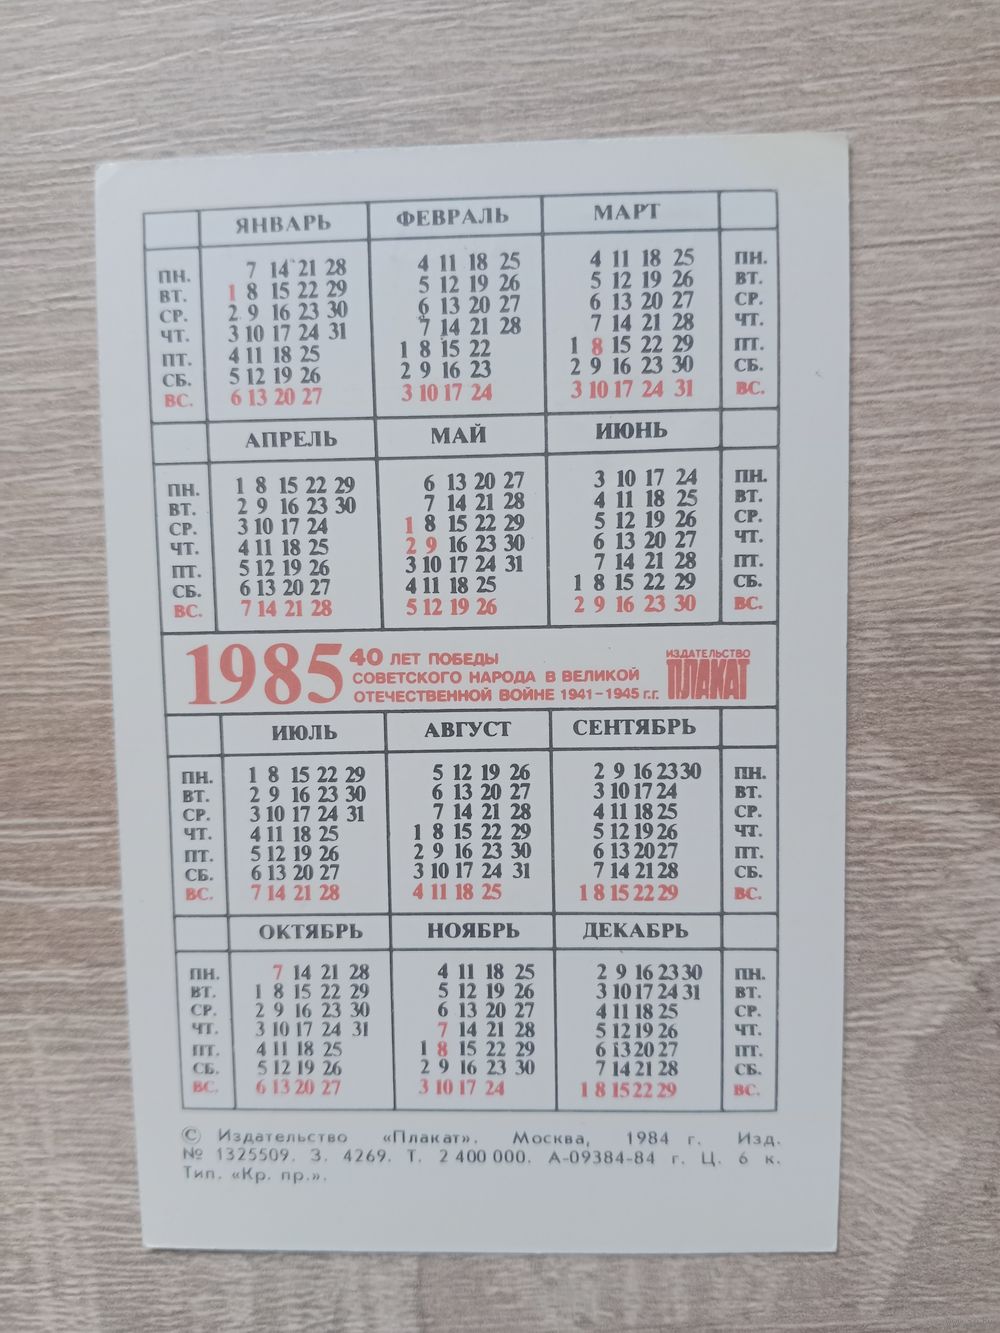 ЯНВАРЬ ФЕВРАЛЬ МАРТ
ПН. 7 14 21 28 4 11 18 25 4 11 18 25 ПН.
ВТ. 1 8 15 22 29 5 12 19 26 5 12 19 26 ВТ.
СР. 2 9 16 23 30 6 13 20 27 6 13 20 27 СР.
ЧТ. 3 10 17 24 31 7 14 21 28 7 14 21 28 ЧТ.
ПТ. 4 11 18 25 1 8 15 22 1 8 15 22 29 ПТ.
СБ. 5 12 19 26 2 9 16 23 2 9 16 23 30 СБ.
ВС. 6 13 20 27 3 10 17 24 3 10 17 24 31 ВС.
АПРЕЛЬ МАЙ ИЮНЬ
ПН. 1 8 15 22 29 6 13 20 27 3 10 17 24 ПН.
ВТ. 2 9 16 23 30 7 14 21 28 4 11 18 25 ВТ.
СР. 3 10 17 24 1 8 15 22 29 5 12 19 26 СР.
ЧТ. 4 11 18 25 2 9 16 23 30 6 13 20 27 ЧТ.
ПТ. 5 12 19 26 3 10 17 24 31 7 14 21 28 ПТ.
СБ. 6 13 20 27 4 11 18 25 1 8 15 22 29 СБ.
ВС. 7 14 21 28 5 12 19 26 2 9 16 23 30 ВС.
1985 40 ЛЕТ ПОБЕДЫ
СОВЕТСКОГО НАРОДА В ВЕЛИКОЙ
ОТЕЧЕСТВЕННОЙ ВОЙНЕ 1941–1945 г.г.
ИЗДАТЕЛЬСТВО
ПЛАКАТ
ИЮЛЬ АВГУСТ СЕНТЯБРЬ
ПН. 1 8 15 22 29 5 12 19 26 2 9 16 23 30 ПН.
ВТ. 2 9 16 23 30 6 13 20 27 3 10 17 24 ВТ.
СР. 3 10 17 24 31 7 14 21 28 4 11 18 25 СР.
ЧТ. 4 11 18 25 1 8 15 22 29 5 12 19 26 ЧТ.
ПТ. 5 12 19 26 2 9 16 23 30 6 13 20 27 ПТ.
СБ. 6 13 20 27 3 10 17 24 31 7 14 21 28 СБ.
ВС. 7 14 21 28 4 11 18 25 1 8 15 22 29 ВС.
ОКТЯБРЬ НОЯБРЬ ДЕКАБРЬ
ПН. 7 14 21 28 4 11 18 25 2 9 16 23 30 ПН.
ВТ. 1 8 15 22 29 5 12 19 26 3 10 17 24 31 ВТ.
СР. 2 9 16 23 30 6 13 20 27 4 11 18 25 СР.
ЧТ. 3 10 17 24 31 7 14 21 28 5 12 19 26 ЧТ.
ПТ. 4 11 18 25 1 8 15 22 29 6 13 20 27 ПТ.
СБ. 5 12 19 26 2 9 16 23 30 7 14 21 28 СБ.
ВС. 6 13 20 27 3 10 17 24 1 8 15 22 29 ВС.
© Издательство «Плакат». Москва, 1984 г. Изд.
№ 1325509. З. 4269. Т. 2 400 000. А-09384-84 г. Ц. 6 к.
Тип. «Кр. пр.».